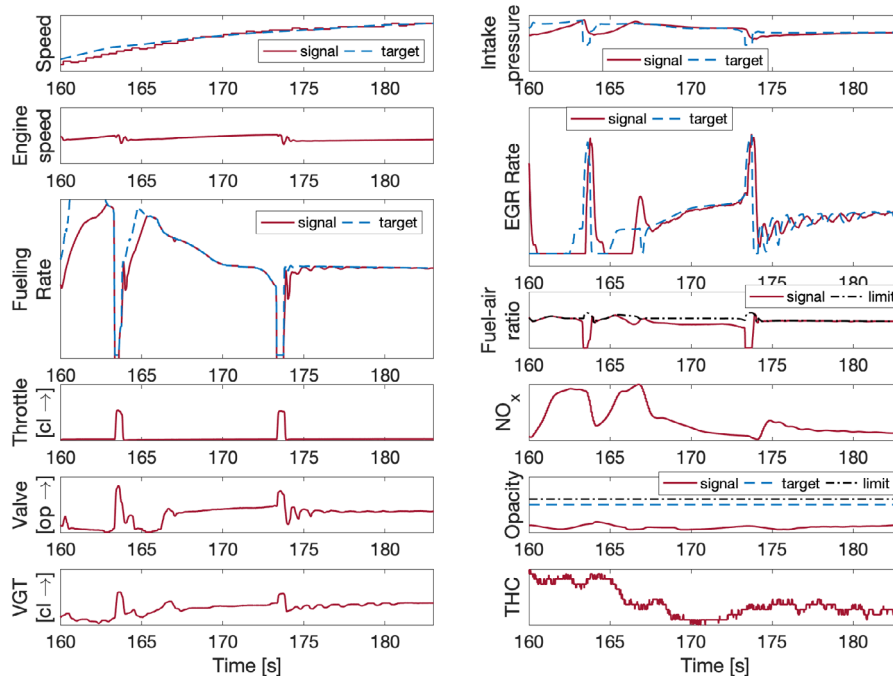 Speed
signal target
160 165 170 175 180
Engine
speed
160 165 170 175 180
Fueling
Rate
signal target
160 165 170 175 180
Throttle
[cl →]
160 165 170 175 180
Valve
[op →]
160 165 170 175 180
VGT
[cl →]
160 165 170 175 180
Time [s]
Intake
pressure
signal target
160 165 170 175 180
EGR Rate
signal target
160 165 170 175 180
Fuel-air
ratio
signal limit
160 165 170 175 180
NOx
160 165 170 175 180
Opacity
signal target limit
160 165 170 175 180
THC
160 165 170 175 180
Time [s]